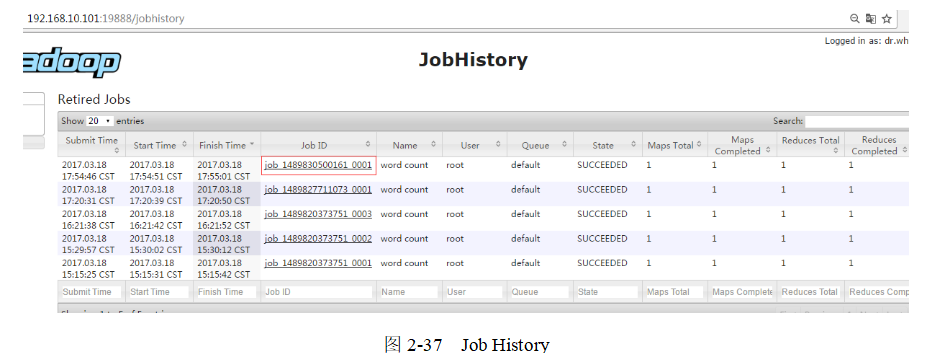 192.168.10.101:19888/jobhistory
Logged in as: dr.wh
adoop
JobHistory
Retired Jobs
Show 20 entries Search:
Submit Time Start Time Finish Time Job ID Name User Queue State Maps Total Maps Completed Reduces Total Reduces Completed
2017.03.18 17:54:46 CST 2017.03.18 17:54:51 CST 2017.03.18 17:55:01 CST job_1489830500161_0001 word count root default SUCCEEDED 1 1 1 1
2017.03.18 17:20:31 CST 2017.03.18 17:20:39 CST 2017.03.18 17:20:50 CST job_1489827711073_0001 word count root default SUCCEEDED 1 1 1 1
2017.03.18 16:21:38 CST 2017.03.18 16:21:42 CST 2017.03.18 16:21:52 CST job_1489820373751_0003 word count root default SUCCEEDED 1 1 1 1
2017.03.18 15:29:57 CST 2017.03.18 15:30:02 CST 2017.03.18 15:30:12 CST job_1489820373751_0002 word count root default SUCCEEDED 1 1 1 1
2017.03.18 15:15:25 CST 2017.03.18 15:15:31 CST 2017.03.18 15:15:42 CST job_1489820373751_0001 word count root default SUCCEEDED 1 1 1 1
Submit Time Start Time Finish Time Job ID Name User Queue State Maps Total Maps Complete Reduces Total Reduces Comp
图 2-37 Job History